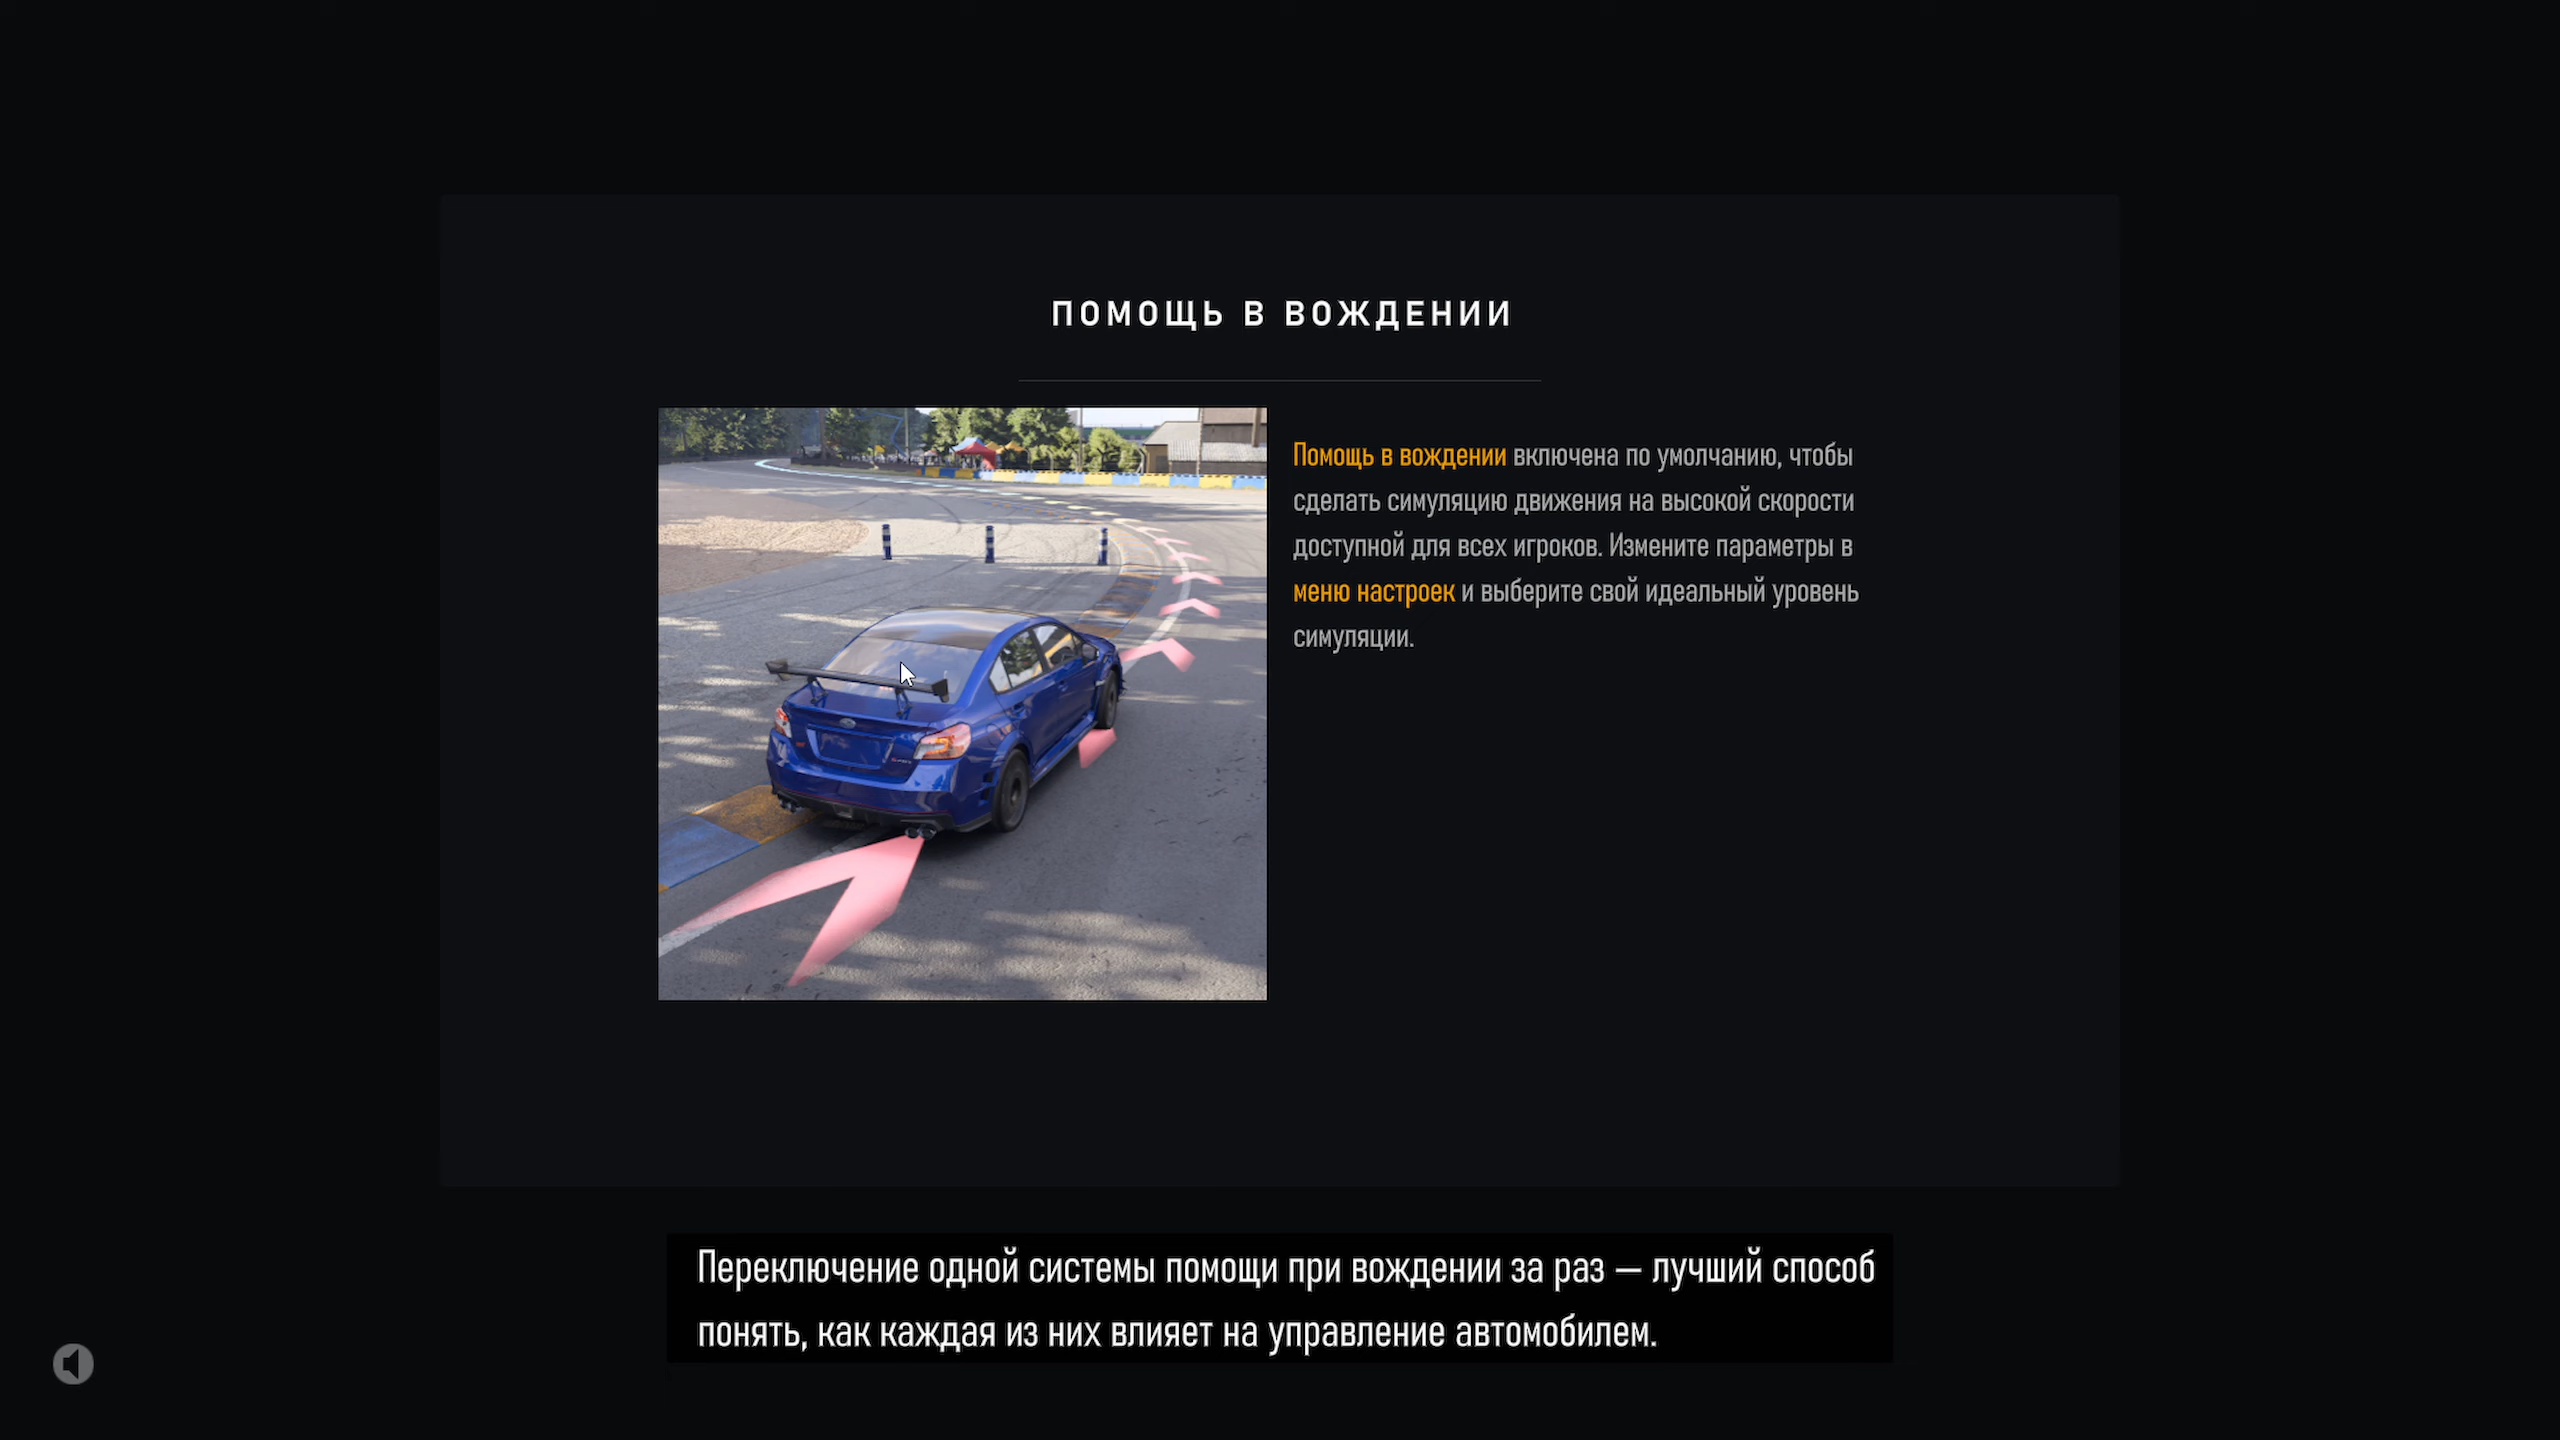 ПОМОЩЬ В ВОЖДЕНИИ
Помощь в вождении включена по умолчанию, чтобы
сделать симуляцию движения на высокой скорости
доступной для всех игроков. Измените параметры в
меню настроек и выберите свой идеальный уровень
симуляции.
Переключение одной системы помощи при вождении за раз — лучший способ
понять, как каждая из них влияет на управление автомобилем.